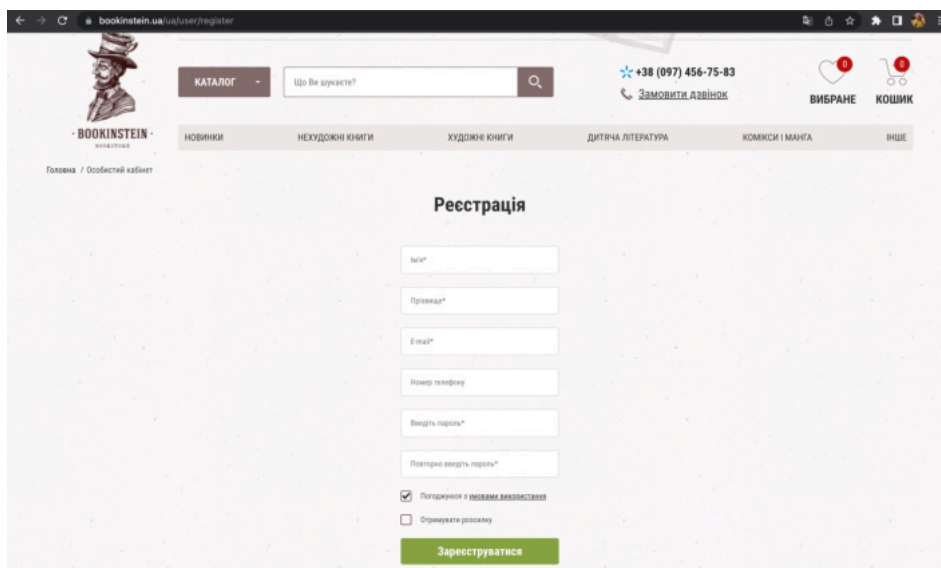 bookinstein.ua/ua/user/register
КАТАЛОГ
Що Ви шукаєте?
+38 (097) 456-75-83
Замовити дзвінок
0
ВИБРАНЕ
0
КОШИК
· BOOKINSTEIN ·
BOOKSTORE
НОВИНКИ НЕХУДОЖНІ КНИГИ ХУДОЖНІ КНИГИ ДИТЯЧА ЛІТЕРАТУРА КОМІКСИ І МАНГА ІНШЕ
Головна / Особистий кабінет
Реєстрація
Ім'я*
Прізвище*
E-mail*
Номер телефону
Введіть пароль*
Повторно введіть пароль*
Погоджуюся з умовами використання
Отримувати розсилку
Зареєструватися